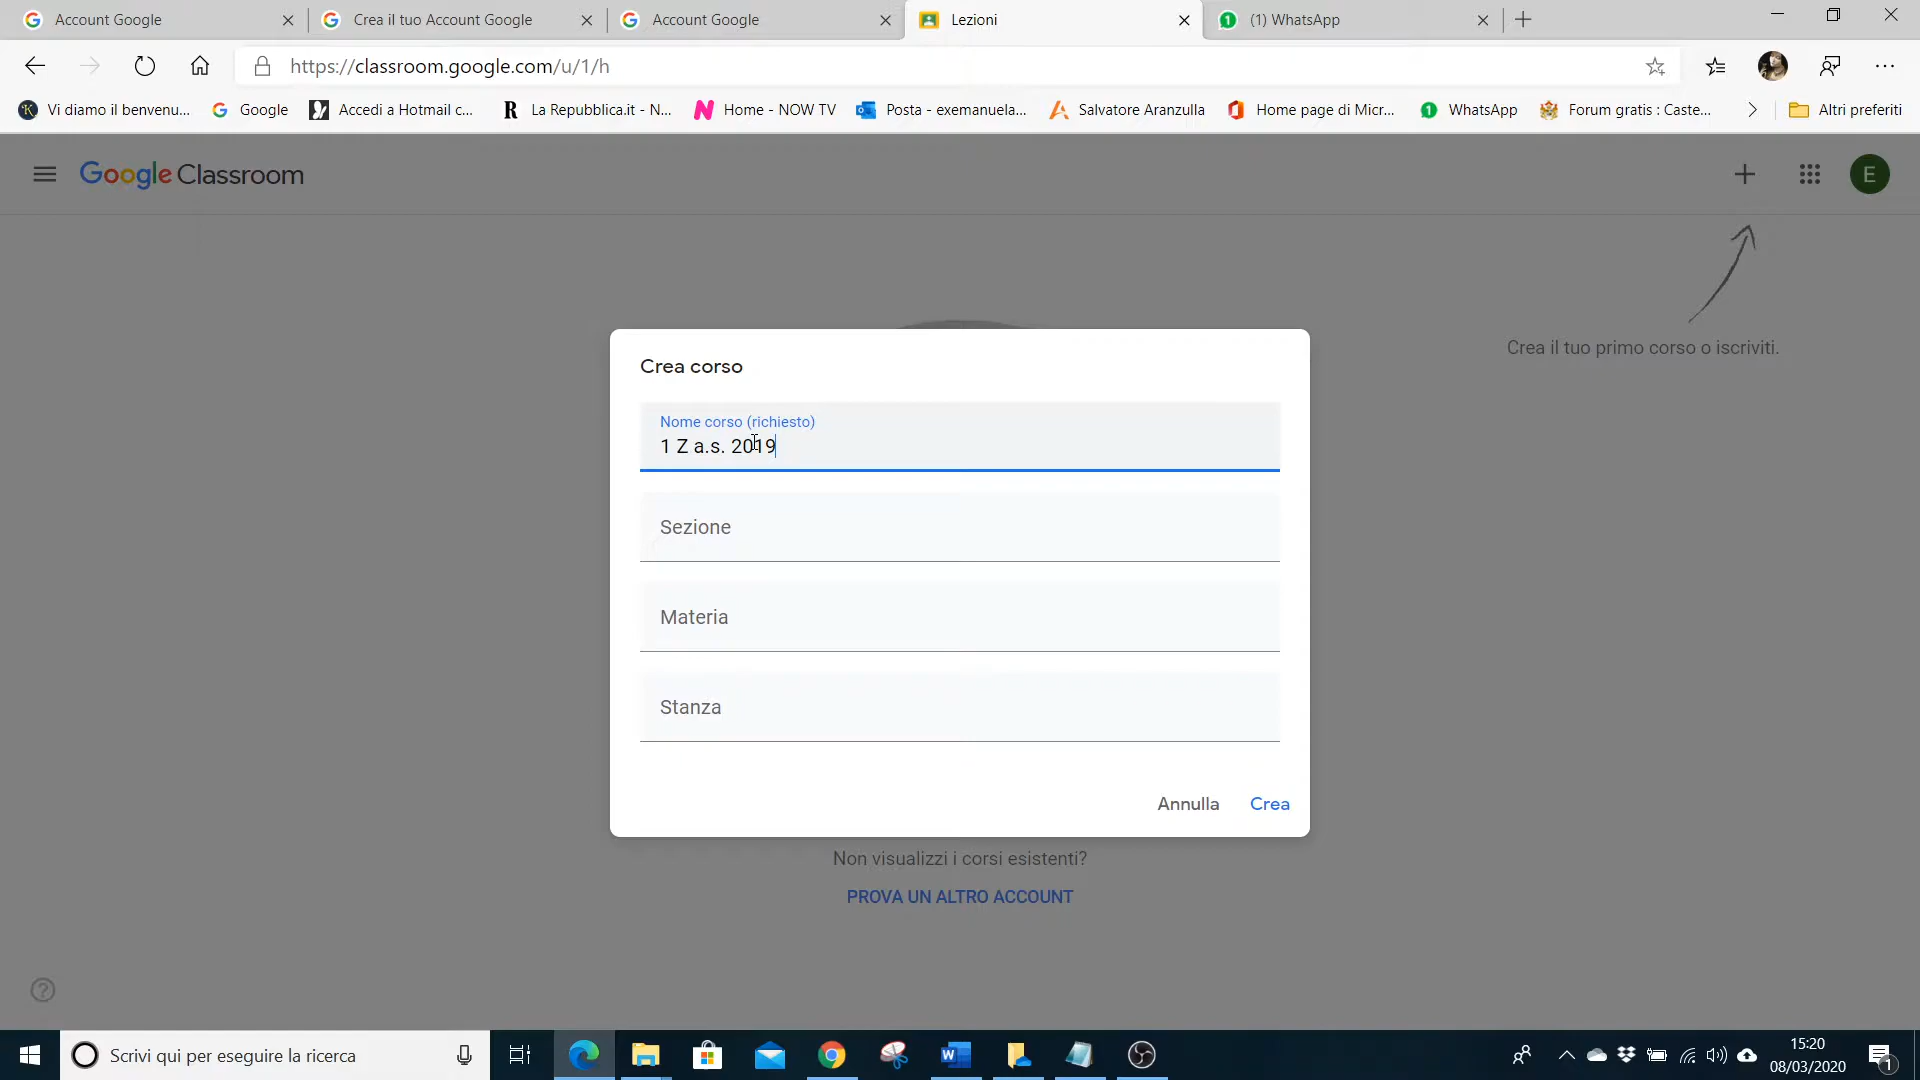 Account Google
Crea il tuo Account Google
Account Google
Lezioni
(1) WhatsApp
https://classroom.google.com/u/1/h
Vi diamo il benvenu...
Google
Accedi a Hotmail c...
La Repubblica.it - N...
Home - NOW TV
Posta - exemanuela...
Salvatore Aranzulla
Home page di Micr...
WhatsApp
Forum gratis : Caste...
Altri preferiti
Google Classroom
E
Crea il tuo primo corso o iscriviti.
Crea corso
Nome corso (richiesto)
1 Z a.s. 2019
Sezione
Materia
Stanza
Annulla
Crea
Non visualizzi i corsi esistenti?
PROVA UN ALTRO ACCOUNT
Scrivi qui per eseguire la ricerca
15:20
08/03/2020
1